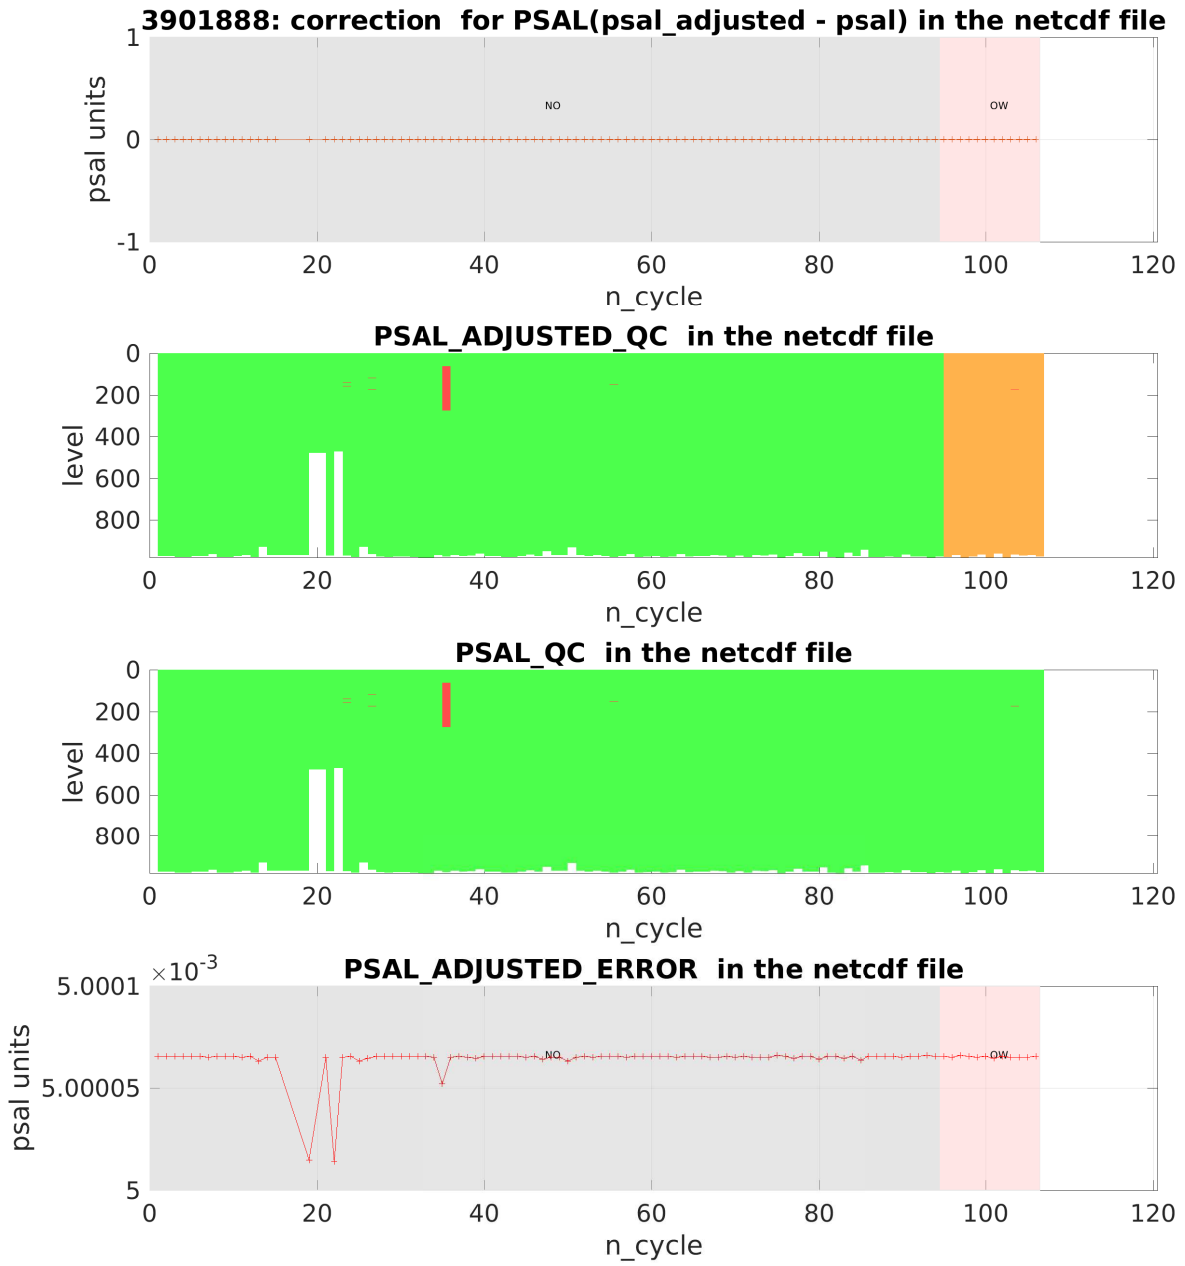 3901888: correction  for PSAL(psal_adjusted - psal) in the netcdf file
1
0
-1
psal units
NO
OW
0 20 40 60 80 100 120
n_cycle
PSAL_ADJUSTED_QC  in the netcdf file
0
200
400
600
800
level
0 20 40 60 80 100 120
n_cycle
PSAL_QC  in the netcdf file
0
200
400
600
800
level
0 20 40 60 80 100 120
n_cycle
PSAL_ADJUSTED_ERROR  in the netcdf file
×10-3
5.0001
5.00005
5
psal units
NO
OW
0 20 40 60 80 100 120
n_cycle